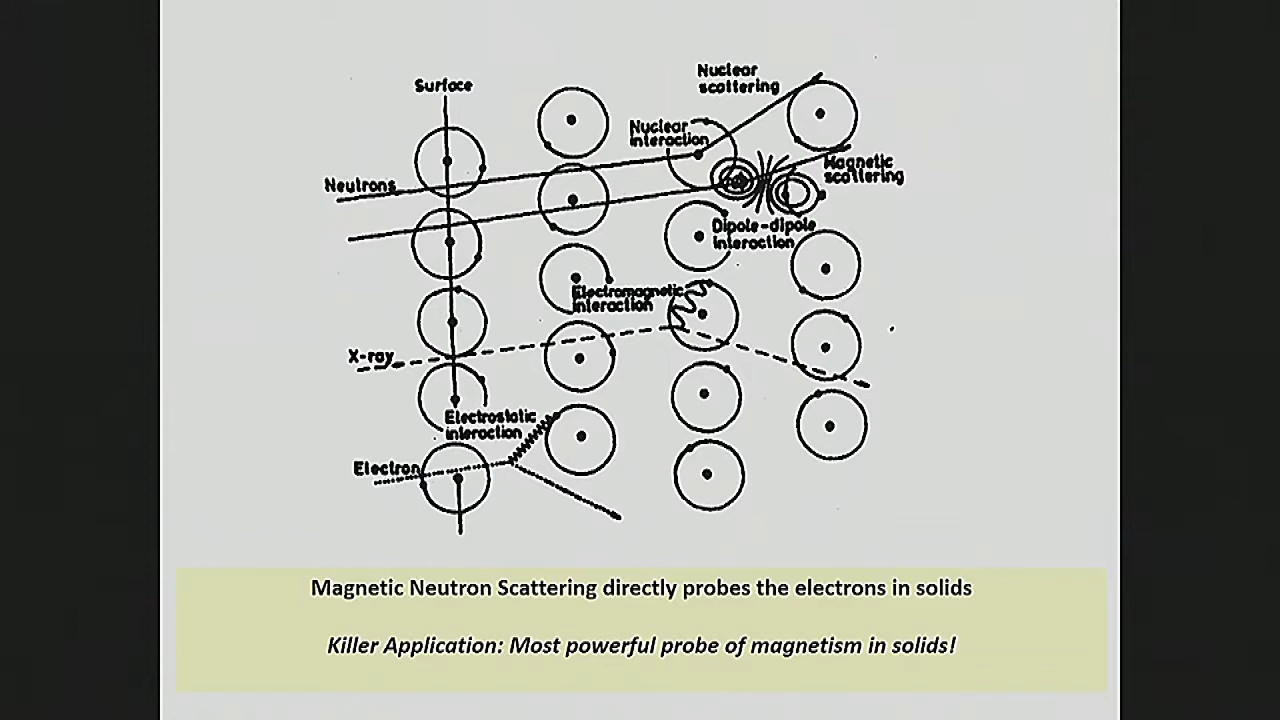 Surface
Nuclear
scattering
Nuclear
interaction
Neutrons
Magnetic
scattering
Dipole-dipole
interaction
Electromagnetic
interaction
X-ray
Electrostatic
interaction
Electron
Magnetic Neutron Scattering directly probes the electrons in solids
Killer Application: Most powerful probe of magnetism in solids!